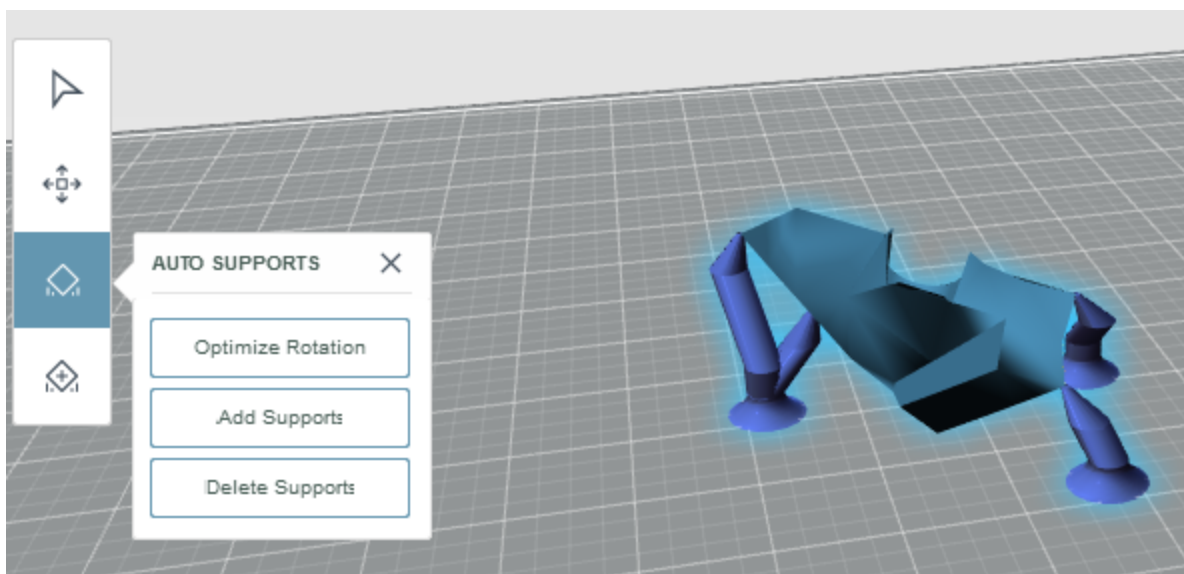 AUTO SUPPORTS
Optimize Rotation
Add Supports
Delete Supports